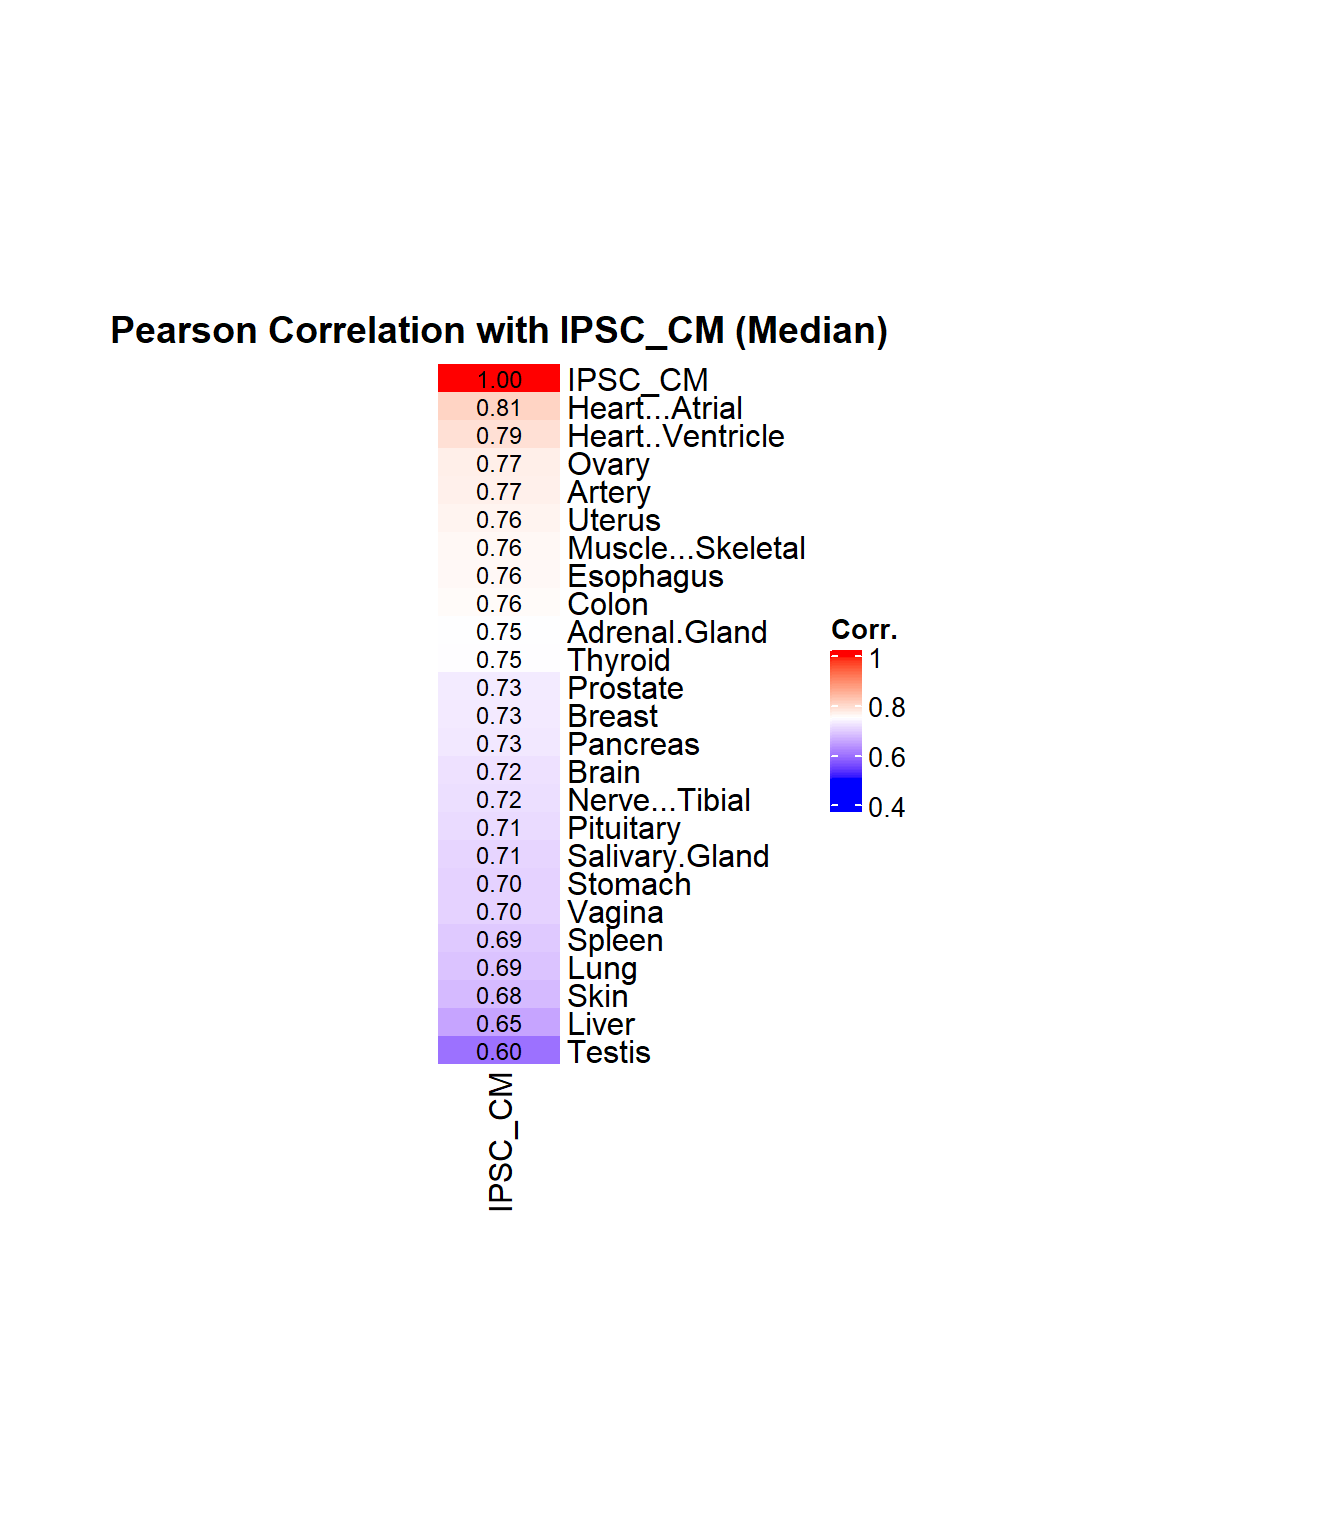 Pearson Correlation with IPSC_CM (Median)
1.00 IPSC_CM
0.81 Heart...Atrial
0.79 Heart..Ventricle
0.77 Ovary
0.77 Artery
0.76 Uterus
0.76 Muscle...Skeletal
0.76 Esophagus
0.76 Colon
0.75 Adrenal.Gland
0.75 Thyroid
0.73 Prostate
0.73 Breast
0.73 Pancreas
0.72 Brain
0.72 Nerve...Tibial
0.71 Pituitary
0.71 Salivary.Gland
0.70 Stomach
0.70 Vagina
0.69 Spleen
0.69 Lung
0.68 Skin
0.65 Liver
0.60 Testis
IPSC_CM
Corr.
1
0.8
0.6
0.4